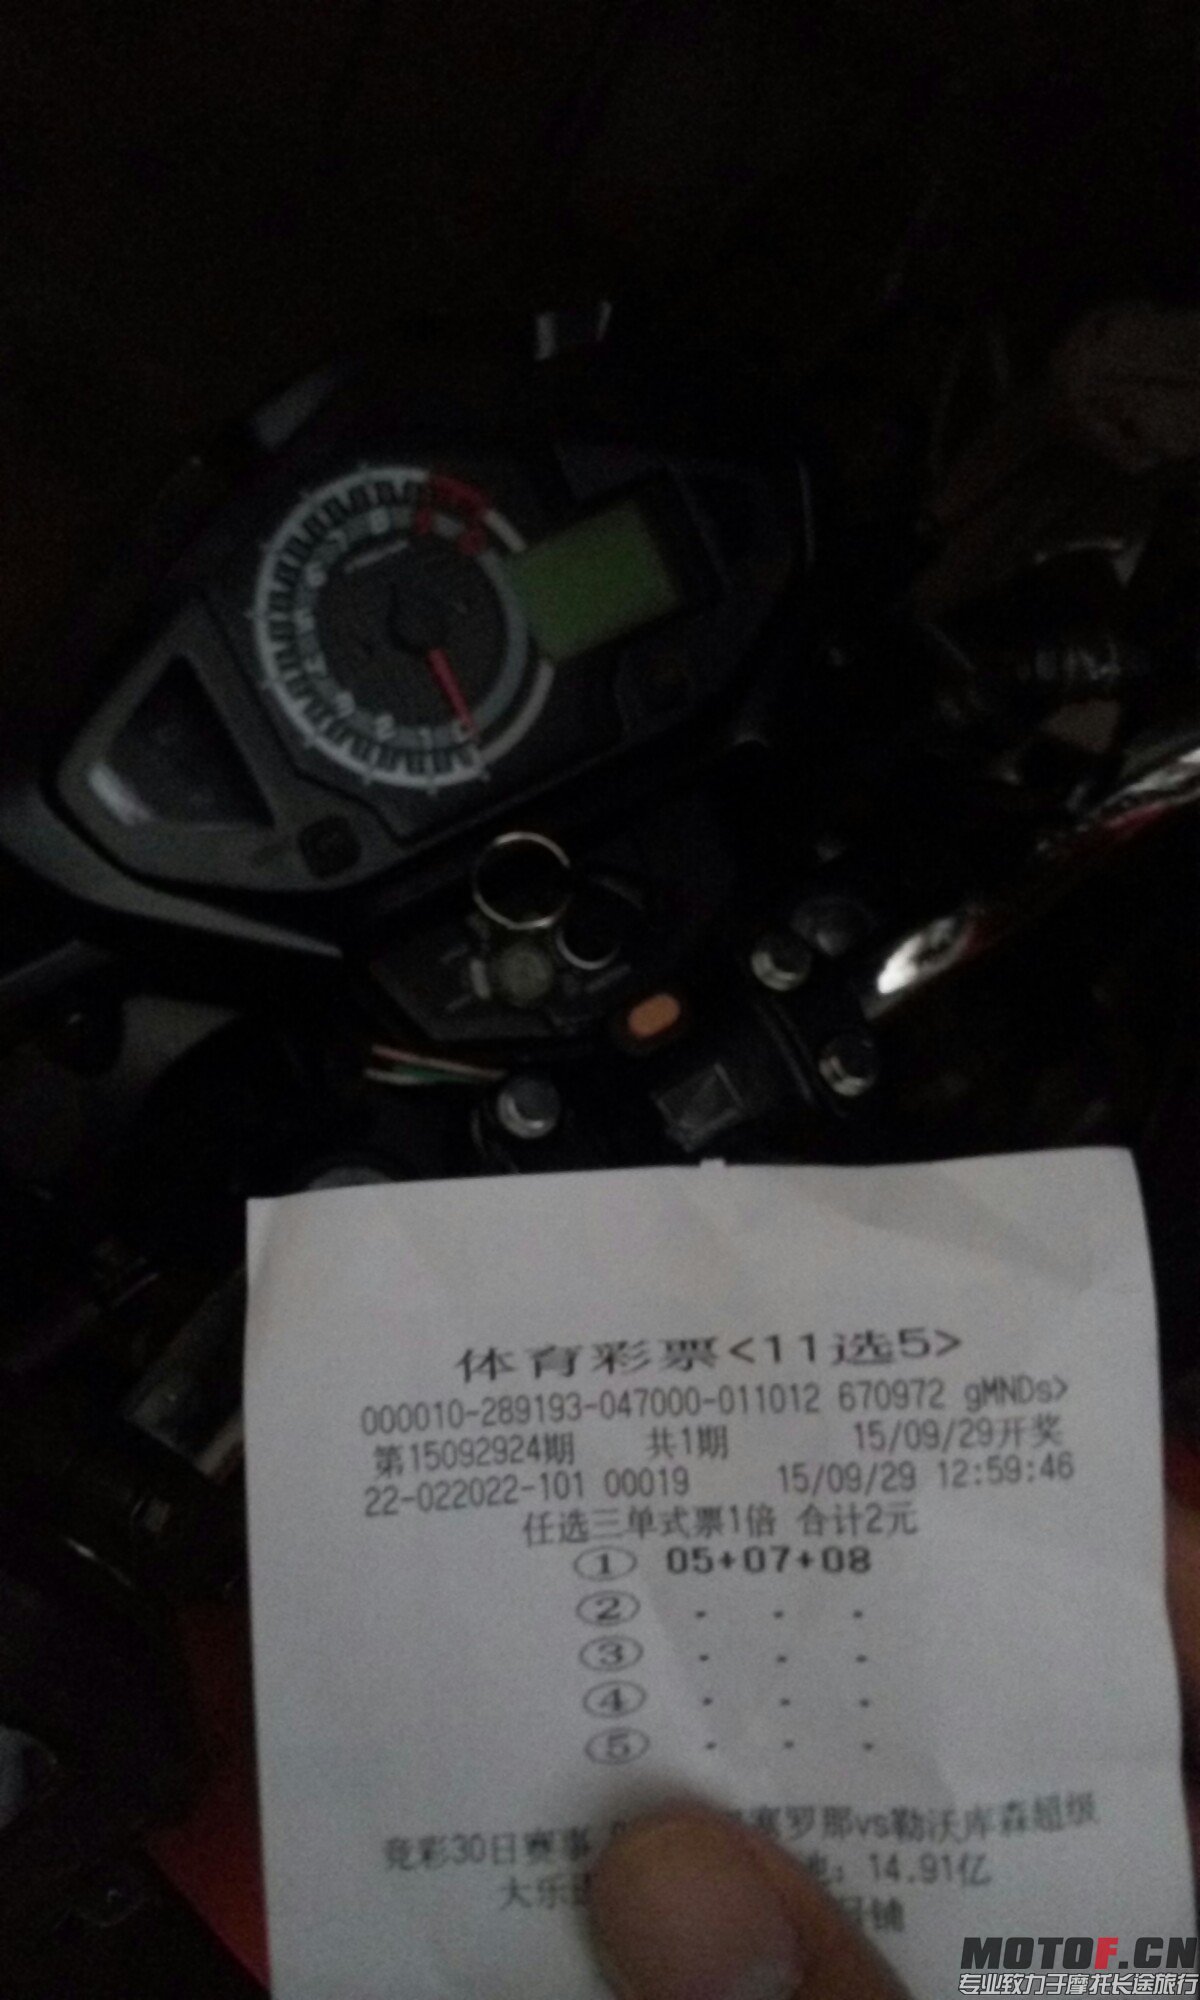 体育彩票<11选5>
000010-289193-047000-011012 670972 gMNDs>
第15092924期 共1期 15/09/29开奖
22-022022-101 00019 15/09/29 12:59:46
任选三单式票1倍 合计2元
① 05+07+08
② . . .
③ . . .
④ . . .
⑤ . . .
竞彩30日赛事 塞罗那vs勒沃库森超级
大乐 池: 14.91亿
铺
MOTOF.CN
专业致力于摩托长途旅行